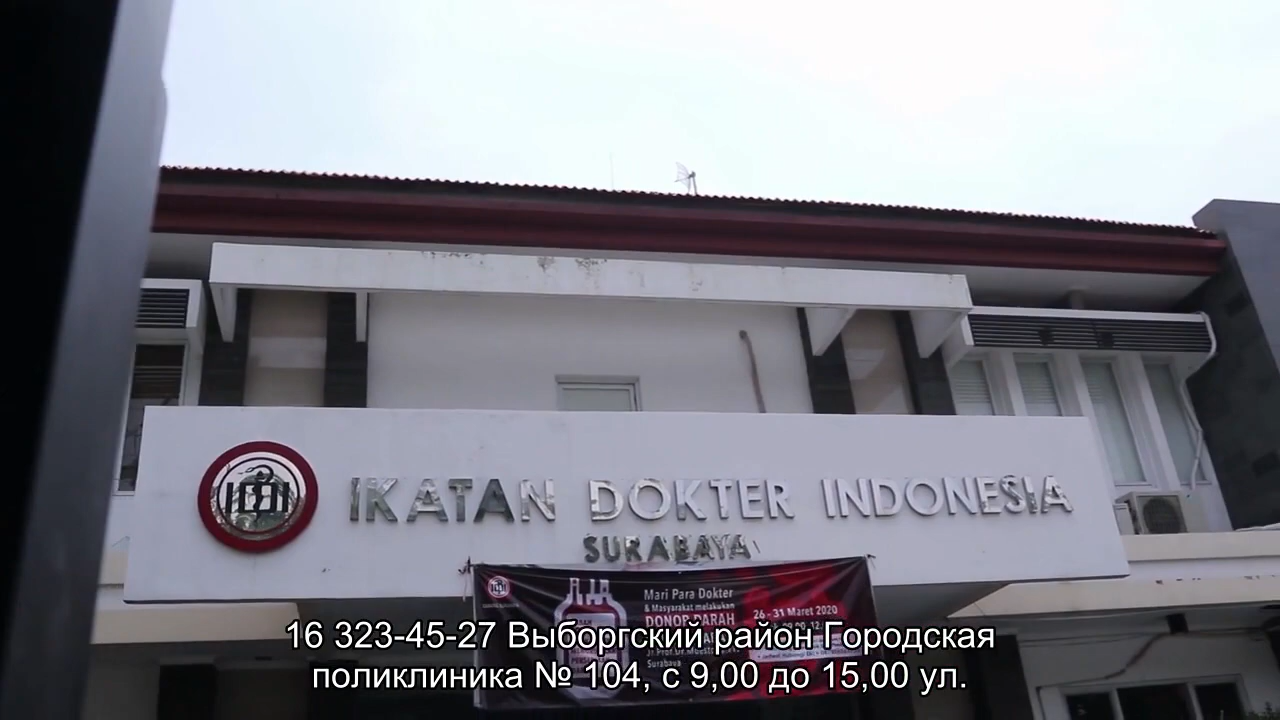 IKATAN DOKTER INDONESIA
SURABAYA
Mari Para Dokter
& Masyarakat melakukan
DONOR DARAH
26 - 31 Maret 2020
Surabaya
16 323-45-27 Выборгский район Городская
поликлиника № 104, с 9,00 до 15,00 ул.